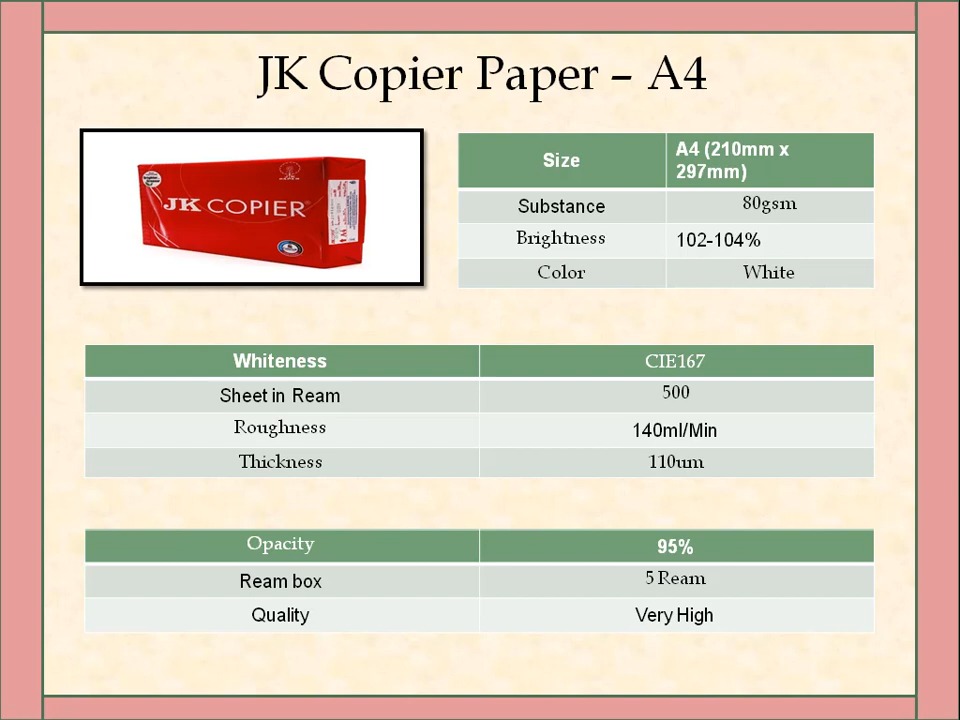 JK Copier Paper – A4
JK COPIER
Size
A4 (210mm x
297mm)
Substance
80gsm
Brightness
102-104%
Color
White
Whiteness
CIE167
Sheet in Ream
500
Roughness
140ml/Min
Thickness
110um
Opacity
95%
Ream box
5 Ream
Quality
Very High